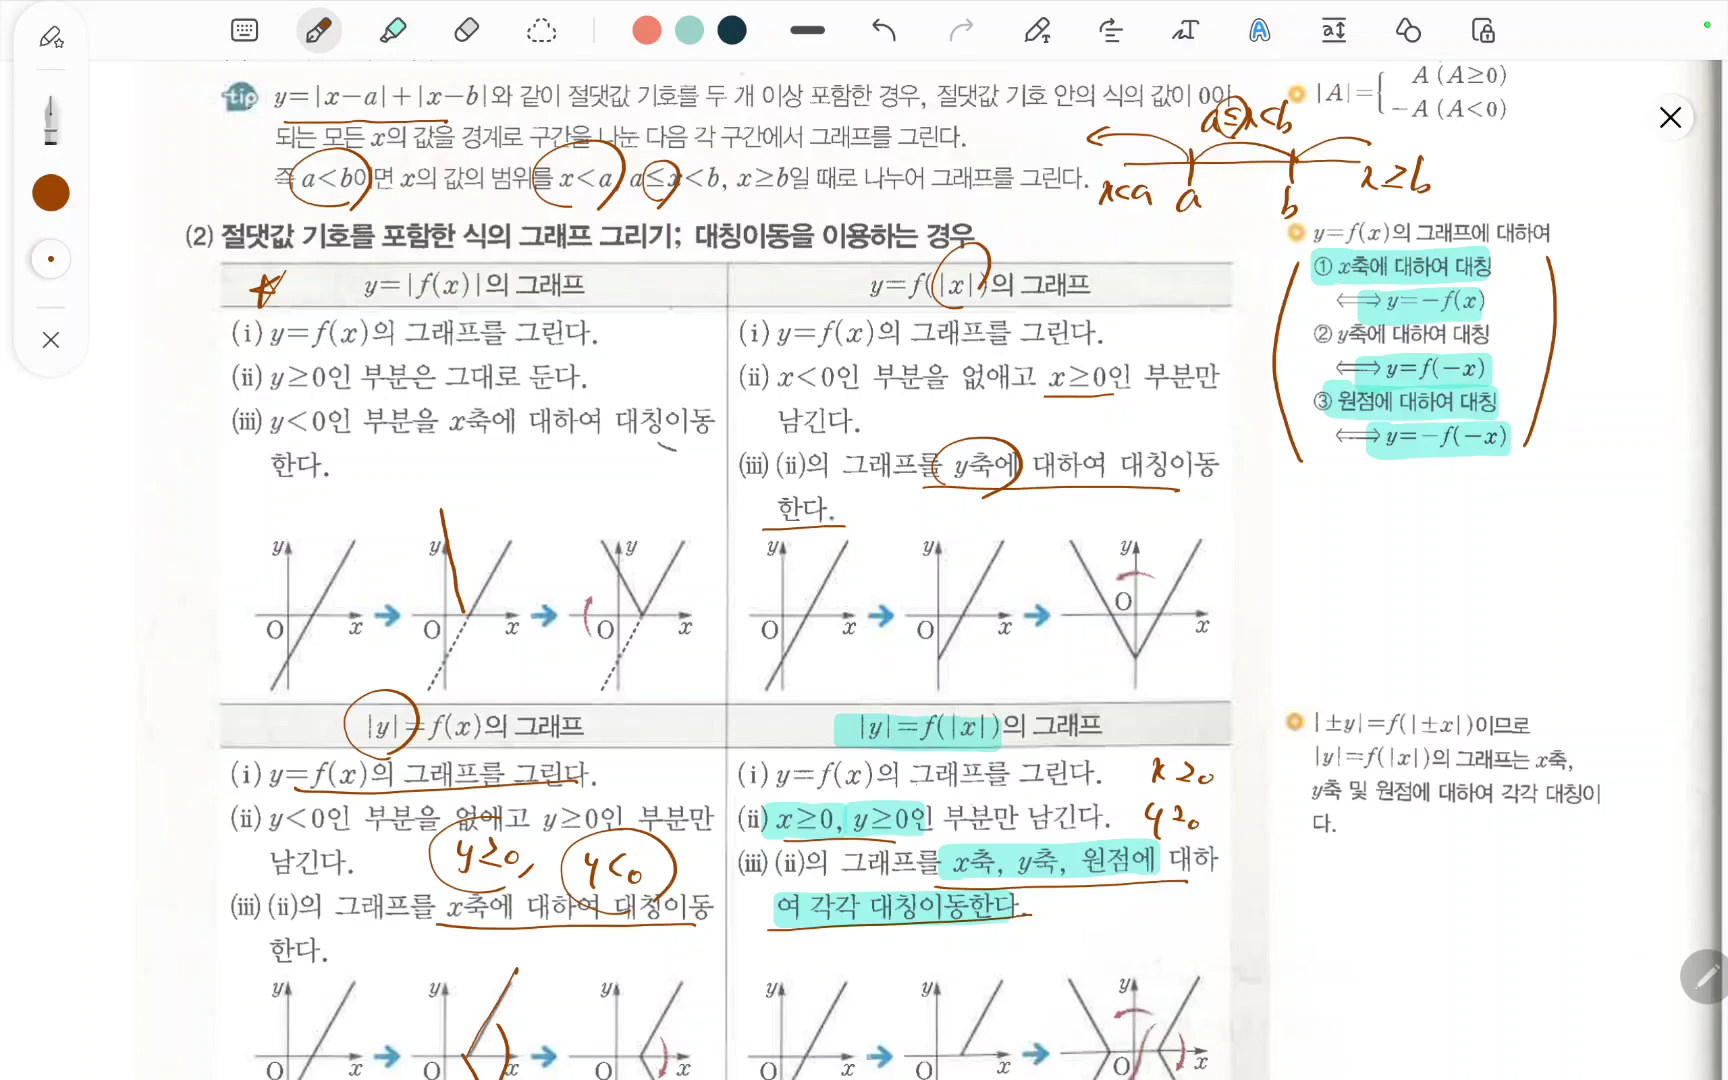 tip y=|x-a|+|x-b|와 같이 절댓값 기호를 두 개 이상 포함한 경우, 절댓값 기호 안의 식의 값이 0이
되는 모든 x의 값을 경계로 구간을 나눈 다음 각 구간에서 그래프를 그린다.
즉 a<b이면 x의 값의 범위를 x<a, a≤x<b, x≥b일 때로 나누어 그래프를 그린다.
|A|={ A (A≥0)
-A (A<0)
a≤x<b
x<a a b x≥b
(2) 절댓값 기호를 포함한 식의 그래프 그리기; 대칭이동을 이용하는 경우
y=|f(x)|의 그래프
(i) y=f(x)의 그래프를 그린다.
(ii) y≥0인 부분은 그대로 둔다.
(iii) y<0인 부분을 x축에 대하여 대칭이동
한다.
y O x y O x y O x
y=f(|x|)의 그래프
(i) y=f(x)의 그래프를 그린다.
(ii) x<0인 부분을 없애고 x≥0인 부분만
남긴다.
(iii) (ii)의 그래프를 y축에 대하여 대칭이동
한다.
y O x y O x y O x
y=f(x)의 그래프에 대하여
① x축에 대하여 대칭
⟺ y=-f(x)
② y축에 대하여 대칭
⟺ y=f(-x)
③ 원점에 대하여 대칭
⟺ y=-f(-x)
|y|=f(x)의 그래프
(i) y=f(x)의 그래프를 그린다.
(ii) y<0인 부분을 없애고 y≥0인 부분만
남긴다.
y≥0, y<0
(iii) (ii)의 그래프를 x축에 대하여 대칭이동
한다.
y O x y O x y O x
|y|=f(|x|)의 그래프
(i) y=f(x)의 그래프를 그린다.
x≥0
(ii) x≥0, y≥0인 부분만 남긴다.
y≥0
(iii) (ii)의 그래프를 x축, y축, 원점에 대하
여 각각 대칭이동한다.
y O x y O x y O x
|±y|=f(|±x|)이므로
|y|=f(|x|)의 그래프는 x축,
y축 및 원점에 대하여 각각 대칭이
다.